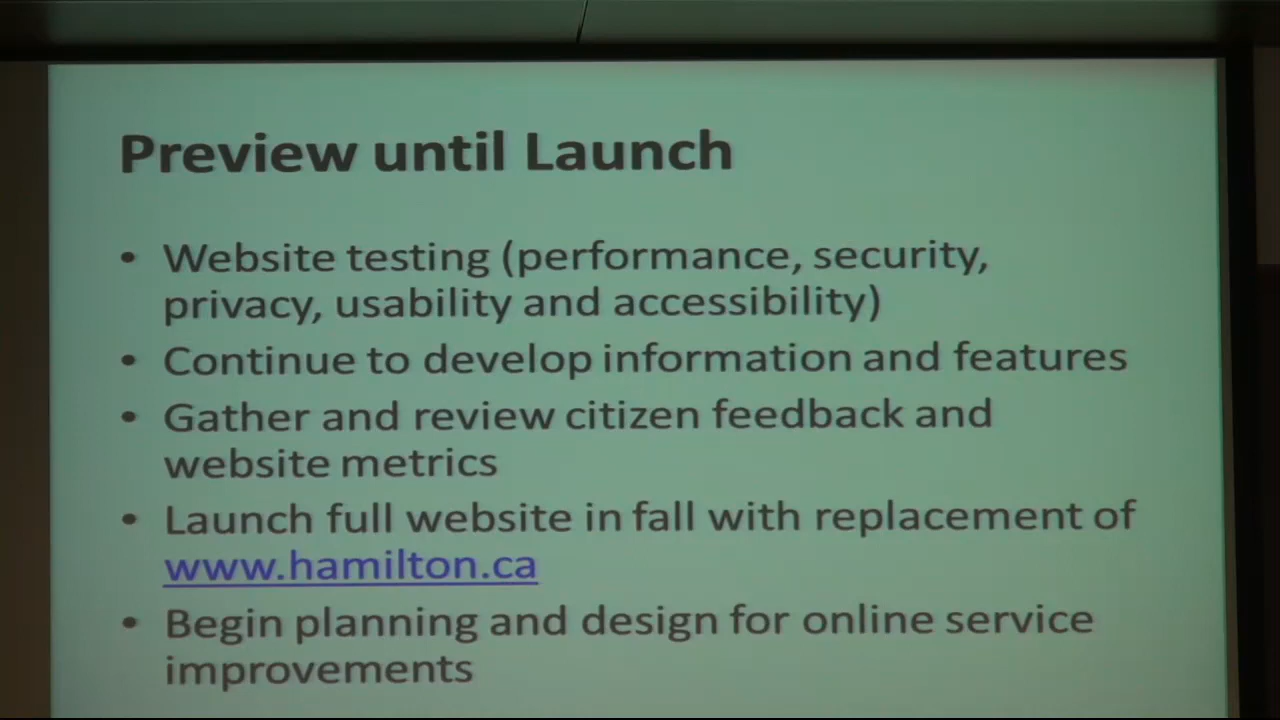 Preview until Launch
• Website testing (performance, security,
privacy, usability and accessibility)
• Continue to develop information and features
• Gather and review citizen feedback and
website metrics
• Launch full website in fall with replacement of
www.hamilton.ca
• Begin planning and design for online service
improvements